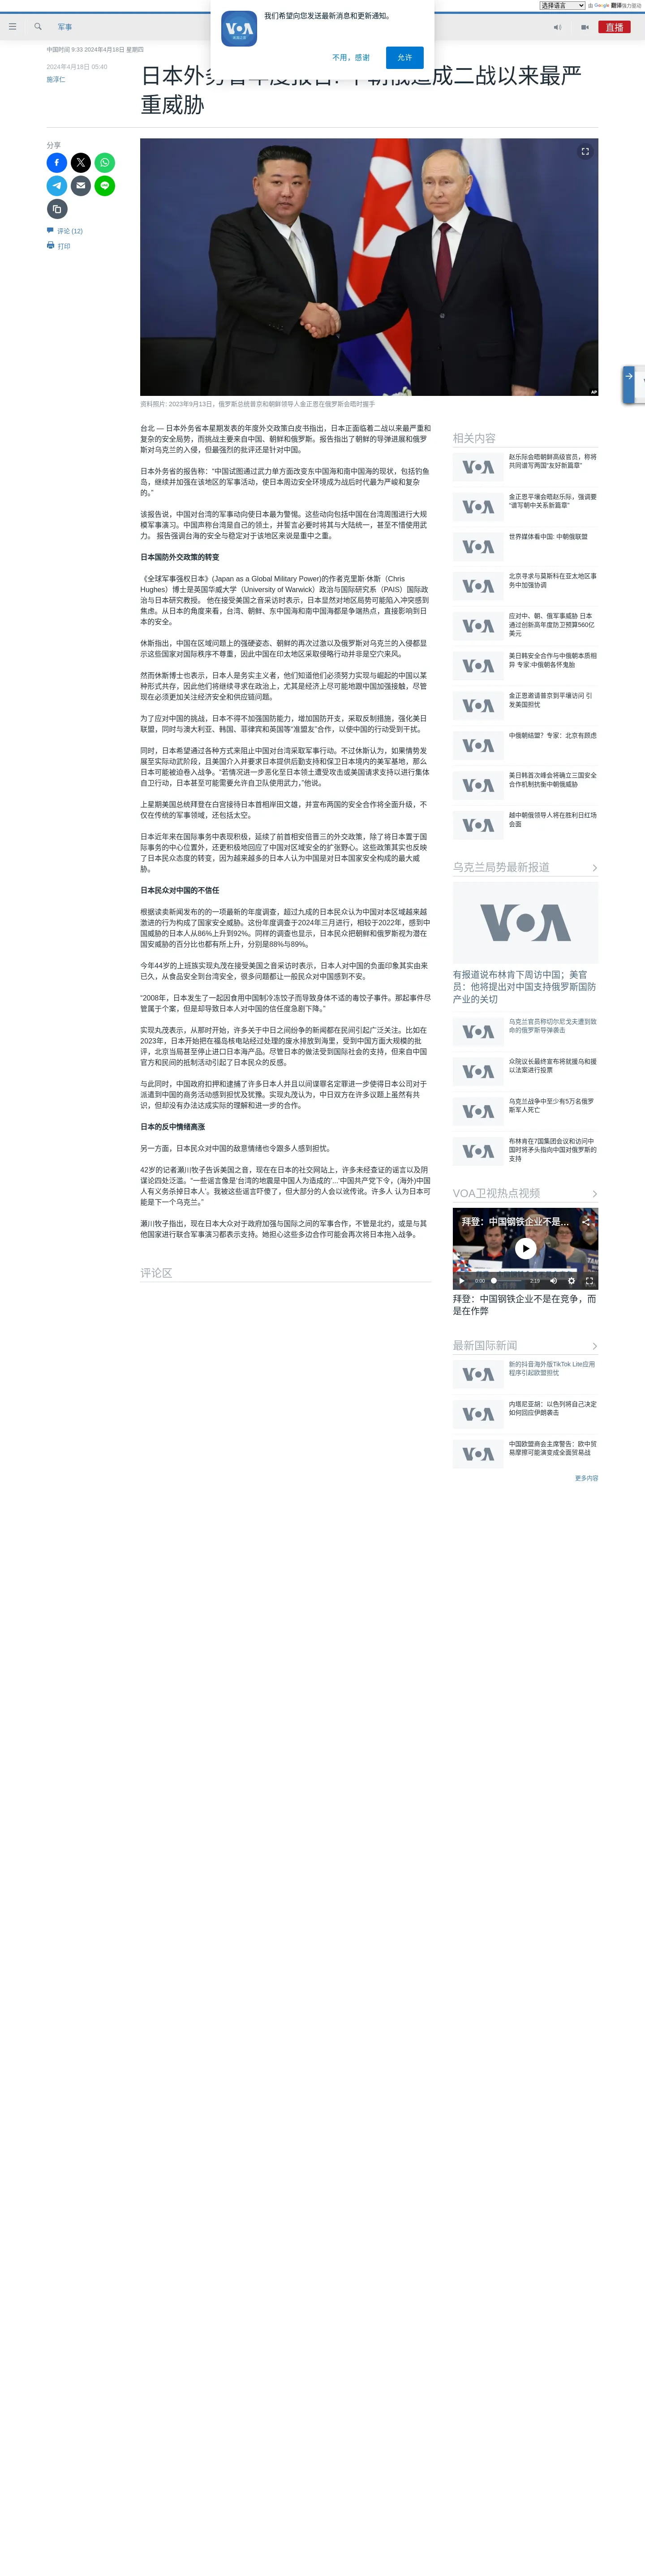 选择语言
由 Google 翻译强力驱动
我们希望向您发送最新消息和更新通知。
VOA
不用，感谢
允许
军事
直播
中国时间 9:33 2024年4月18日 星期四
2024年4月18日 05:40
施淳仁
重威胁
分享
评论 (12)
打印
AP
资料照片: 2023年9月13日，俄罗斯总统普京和朝鲜领导人金正恩在俄罗斯会晤时握手
台北 — 日本外务省本星期发表的年度外交政策白皮书指出，日本正面临着二战以来最严重和
复杂的安全局势，而挑战主要来自中国、朝鲜和俄罗斯。报告指出了朝鲜的导弹进展和俄罗
斯对乌克兰的入侵，但最强烈的批评还是针对中国。
日本外务省的报告称：“中国试图通过武力单方面改变东中国海和南中国海的现状，包括钓鱼
岛，继续并加强在该地区的军事活动，使日本周边安全环境成为战后时代最为严峻和复杂
的。”
该报告说，中国对台湾的军事动向使日本最为警惕。这些动向包括中国在台湾周围进行大规
模军事演习。中国声称台湾是自己的领土，并誓言必要时将其与大陆统一，甚至不惜使用武
力。 报告强调台海的安全与稳定对于该地区来说是重中之重。
日本国防外交政策的转变
《全球军事强权日本》(Japan as a Global Military Power)的作者克里斯·休斯（Chris
Hughes）博士是英国华威大学（University of Warwick）政治与国际研究系（PAIS）国际政
治与日本研究教授。 他在接受美国之音采访时表示，日本显然对地区局势可能陷入冲突感到
焦虑。从日本的角度来看，台湾、朝鲜、东中国海和南中国海都是争端热点，直接影响到日
本的安全。
休斯指出，中国在区域问题上的强硬姿态、朝鲜的再次过激以及俄罗斯对乌克兰的入侵都显
示这些国家对国际秩序不尊重，因此中国在印太地区采取侵略行动并非是空穴来风。
然而休斯博士也表示，日本人是务实主义者，他们知道他们必须努力实现与崛起的中国以某
种形式共存，因此他们将继续寻求在政治上，尤其是经济上尽可能地跟中国加强接触，尽管
现在必须更加关注经济安全和供应链问题。
为了应对中国的挑战，日本不得不加强国防能力，增加国防开支，采取反制措施，强化美日
联盟，同时与澳大利亚、韩国、菲律宾和英国等“准盟友”合作，以使中国的行动受到干扰。
同时，日本希望通过各种方式来阻止中国对台湾采取军事行动。不过休斯认为，如果情势发
展至实际动武阶段，且美国介入并要求日本提供后勤支持和保卫日本境内的美军基地，那么
日本可能被迫卷入战争。“若情况进一步恶化至日本领土遭受攻击或美国请求支持以进行集体
自卫行动，日本甚至可能需要允许自卫队使用武力，”他说。
上星期美国总统拜登在白宫接待日本首相岸田文雄，并宣布两国的安全合作将全面升级，不
仅在传统的军事领域，还包括太空。
日本近年来在国际事务中表现积极，延续了前首相安倍晋三的外交政策，除了将日本置于国
际事务的中心位置外，还更积极地回应了中国对区域安全的扩张野心。这些政策其实也反映
了日本民众态度的转变，因为越来越多的日本人认为中国是对日本国家安全构成的最大威
胁。
日本民众对中国的不信任
根据读卖新闻发布的的一项最新的年度调查，超过九成的日本民众认为中国对本区域越来越
激进的行为构成了国家安全威胁。这份年度调查于2024年三月进行，相较于2022年，感到中
国威胁的日本人从86%上升到92%。同样的调查也显示，日本民众把朝鲜和俄罗斯视为潜在
国安威胁的百分比也都有所上升，分别是88%与89%。
今年44岁的上班族实现丸茂在接受美国之音采访时表示，日本人对中国的负面印象其实由来
已久，从食品安全到台湾安全，很多问题都让一般民众对中国感到不安。
“2008年，日本发生了一起因食用中国制冷冻饺子而导致身体不适的毒饺子事件。那起事件尽
管属于个案，但是却导致日本人对中国的信任度急剧下降。”
实现丸茂表示，从那时开始，许多关于中日之间纷争的新闻都在民间引起广泛关注。比如在
2023年，日本开始把在福岛核电站经过处理的废水排放到海里，受到中国方面大规模的批
评，北京当局甚至停止进口日本海产品。尽管日本的做法受到国际社会的支持，但来自中国
官方和民间的抵制活动引起了日本民众的反感。
与此同时，中国政府扣押和逮捕了许多日本人并且以间谍罪名定罪进一步使得日本公司对于
派遣到中国的商务活动感到担忧及犹豫。实现丸茂认为，中日双方在许多议题上虽然有共
识，但却没有办法达成实际的理解和进一步的合作。
日本的反中情绪高涨
另一方面，日本民众对中国的敌意情绪也令跟多人感到担忧。
42岁的记者濑川牧子告诉美国之音，现在在日本的社交网站上，许多未经查证的谣言以及阴
谋论四处泛滥。“一些谣言像是‘台湾的地震是中国人为造成的’...‘中国共产党下令，(海外)中国
人有义务杀掉日本人’。我被这些谣言吓傻了，但大部分的人会以讹传讹。许多人 认为日本可
能是下一个乌克兰。”
濑川牧子指出，现在日本大众对于政府加强与国际之间的军事合作，不管是北约，或是与其
他国家进行联合军事演习都表示支持。她担心这些多边合作可能会再次将日本拖入战争。
评论区
相关内容
赵乐际会晤朝鲜高级官员，称将
共同谱写两国“友好新篇章”
金正恩平壤会晤赵乐际，强调要
“谱写朝中关系新篇章”
世界媒体看中国: 中朝俄联盟
北京寻求与莫斯科在亚太地区事
务中加强协调
应对中、朝、俄军事威胁 日本
通过创新高年度防卫预算560亿
美元
美日韩安全合作与中俄朝本质相
异 专家:中俄朝各怀鬼胎
金正恩邀请普京到平壤访问 引
发美国担忧
中俄朝结盟？专家：北京有顾虑
美日韩首次峰会将确立三国安全
合作机制抗衡中朝俄威胁
越中朝俄领导人将在胜利日红场
会面
乌克兰局势最新报道
VOA
有报道说布林肯下周访中国；美官
员：他将提出对中国支持俄罗斯国防
产业的关切
乌克兰官员称切尔尼戈夫遭到致
命的俄罗斯导弹袭击
众院议长最终宣布将就援乌和援
以法案进行投票
乌克兰战争中至少有5万名俄罗
斯军人死亡
布林肯在7国集团会议和访问中
国时将矛头指向中国对俄罗斯的
支持
VOA卫视热点视频
拜登：中国钢铁企业不是...
0:00
3:19
拜登：中国钢铁企业不是在竞争，而
是在作弊
最新国际新闻
新的抖音海外版TikTok Lite应用
程序引起欧盟担忧
内塔尼亚胡：以色列将自己决定
如何回应伊朗袭击
中国欧盟商会主席警告：欧中贸
易摩擦可能演变成全面贸易战
更多内容